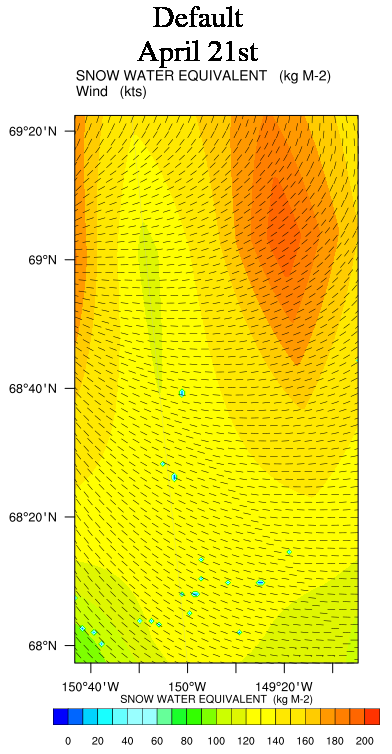 Default
April 21st
SNOW WATER EQUIVALENT (kg M-2)
Wind (kts)
69°20'N
69°N
68°40'N
68°20'N
68°N
150°40'W 150°W 149°20'W
SNOW WATER EQUIVALENT (kg M-2)
0 20 40 60 80 100 120 140 160 180 200